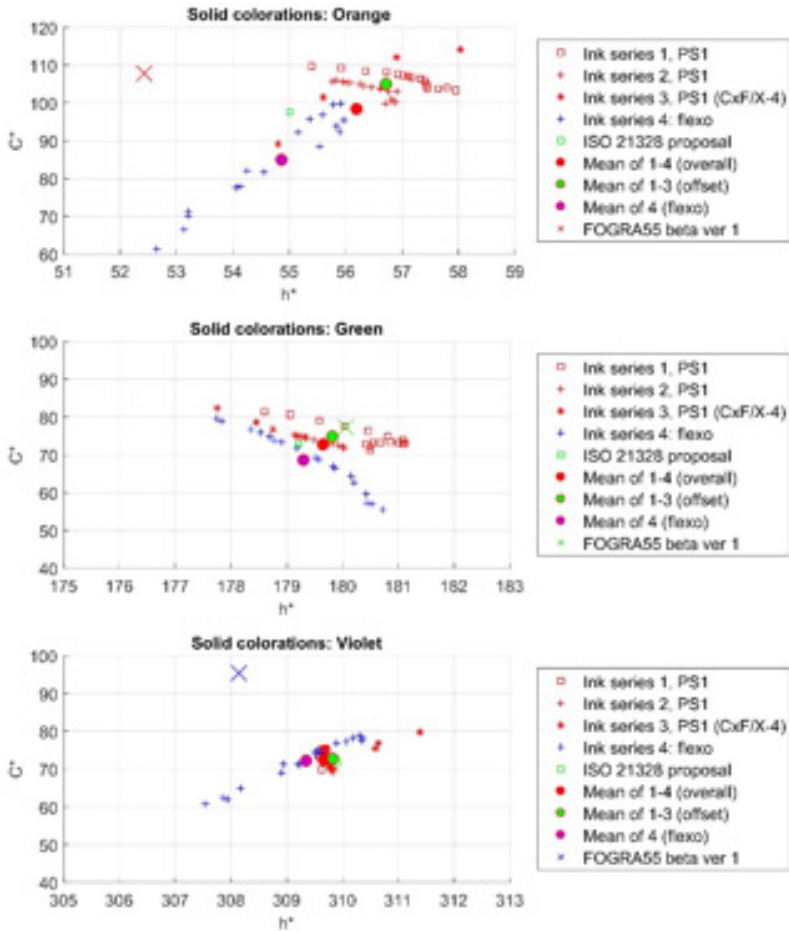 Solid colorations: Orange
120
110
100
90
80
70
60
C*
51 52 53 54 55 56 57 58 59
h*
Ink series 1, PS1
Ink series 2, PS1
Ink series 3, PS1 (CxF/X-4)
Ink series 4: flexo
ISO 21328 proposal
Mean of 1-4 (overall)
Mean of 1-3 (offset)
Mean of 4 (flexo)
FOGRA55 beta ver 1
Solid colorations: Green
100
90
80
70
60
50
40
C*
175 176 177 178 179 180 181 182 183
h*
Ink series 1, PS1
Ink series 2, PS1
Ink series 3, PS1 (CxF/X-4)
Ink series 4: flexo
ISO 21328 proposal
Mean of 1-4 (overall)
Mean of 1-3 (offset)
Mean of 4 (flexo)
FOGRA55 beta ver 1
Solid colorations: Violet
100
90
80
70
60
50
40
C*
305 306 307 308 309 310 311 312 313
h*
Ink series 1, PS1
Ink series 2, PS1
Ink series 3, PS1 (CxF/X-4)
Ink series 4: flexo
ISO 21328 proposal
Mean of 1-4 (overall)
Mean of 1-3 (offset)
Mean of 4 (flexo)
FOGRA55 beta ver 1